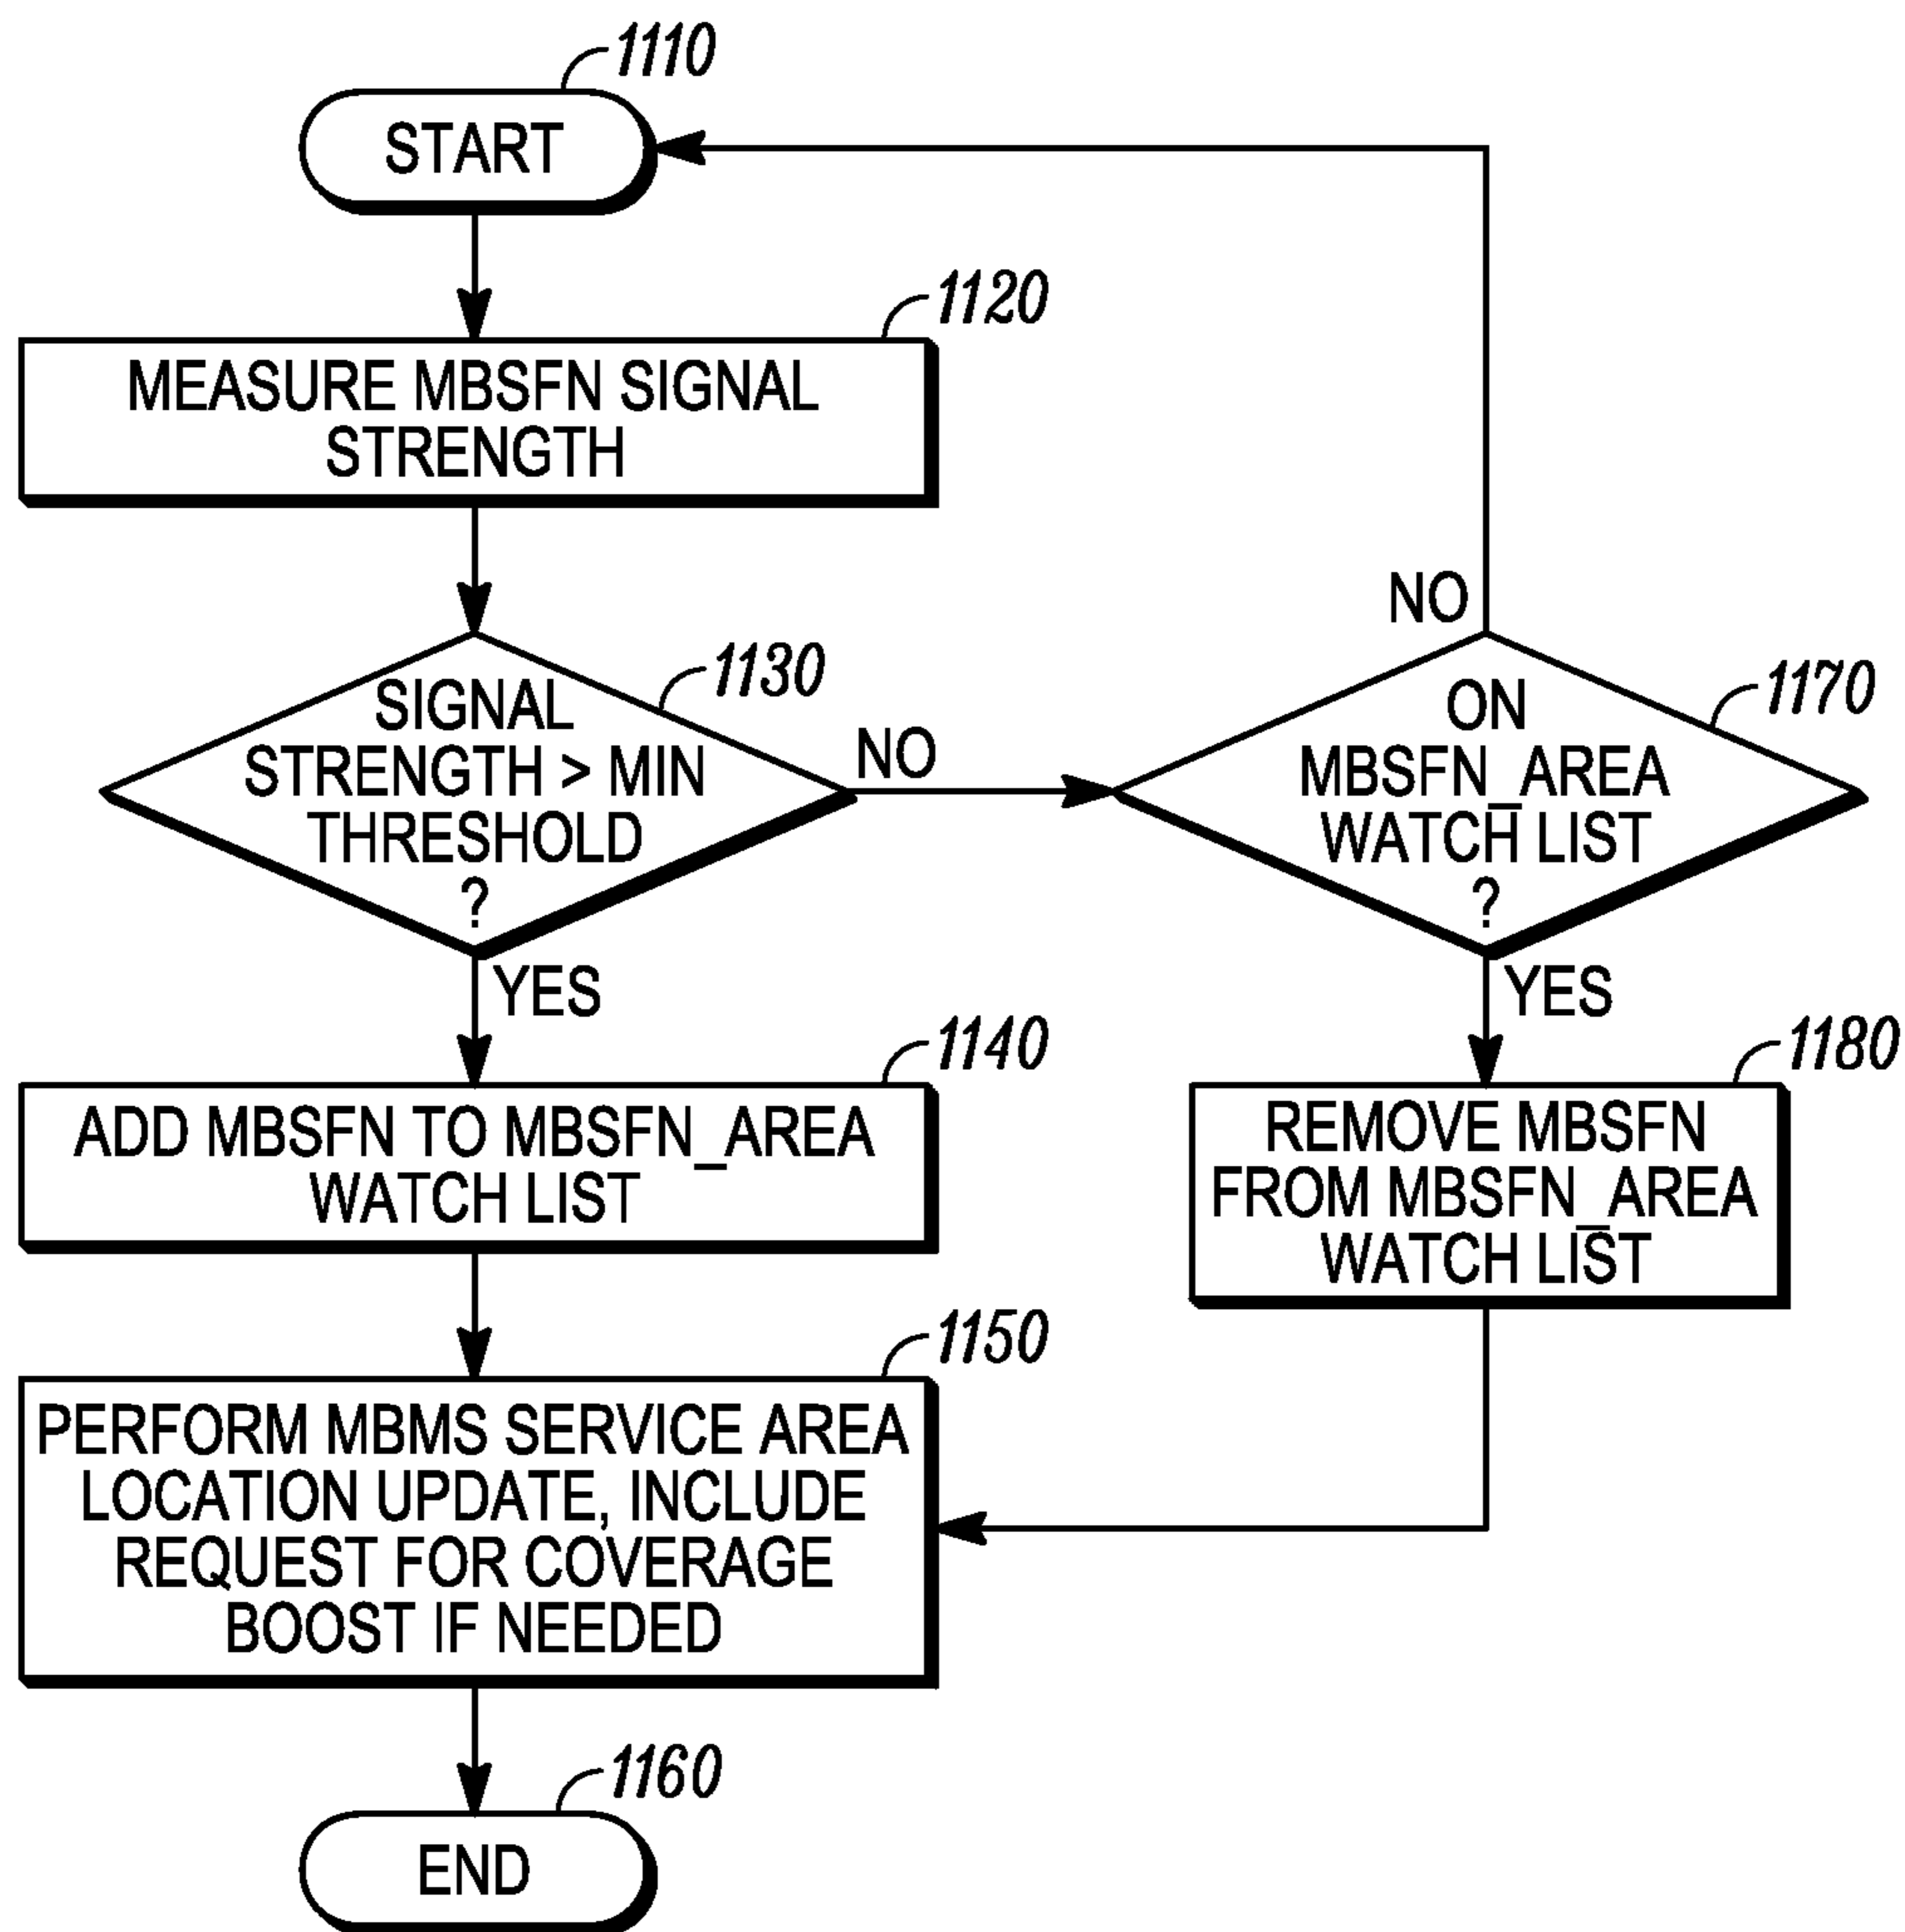 1110
START
1120
MEASURE MBSFN SIGNAL
STRENGTH
1130
SIGNAL
STRENGTH > MIN
THRESHOLD
?
NO
YES
1170
ON
MBSFN_AREA
WATCH LIST
?
NO
YES
1140
ADD MBSFN TO MBSFN_AREA
WATCH LIST
1180
REMOVE MBSFN
FROM MBSFN_AREA
WATCH LIST
1150
PERFORM MBMS SERVICE AREA
LOCATION UPDATE, INCLUDE
REQUEST FOR COVERAGE
BOOST IF NEEDED
1160
END